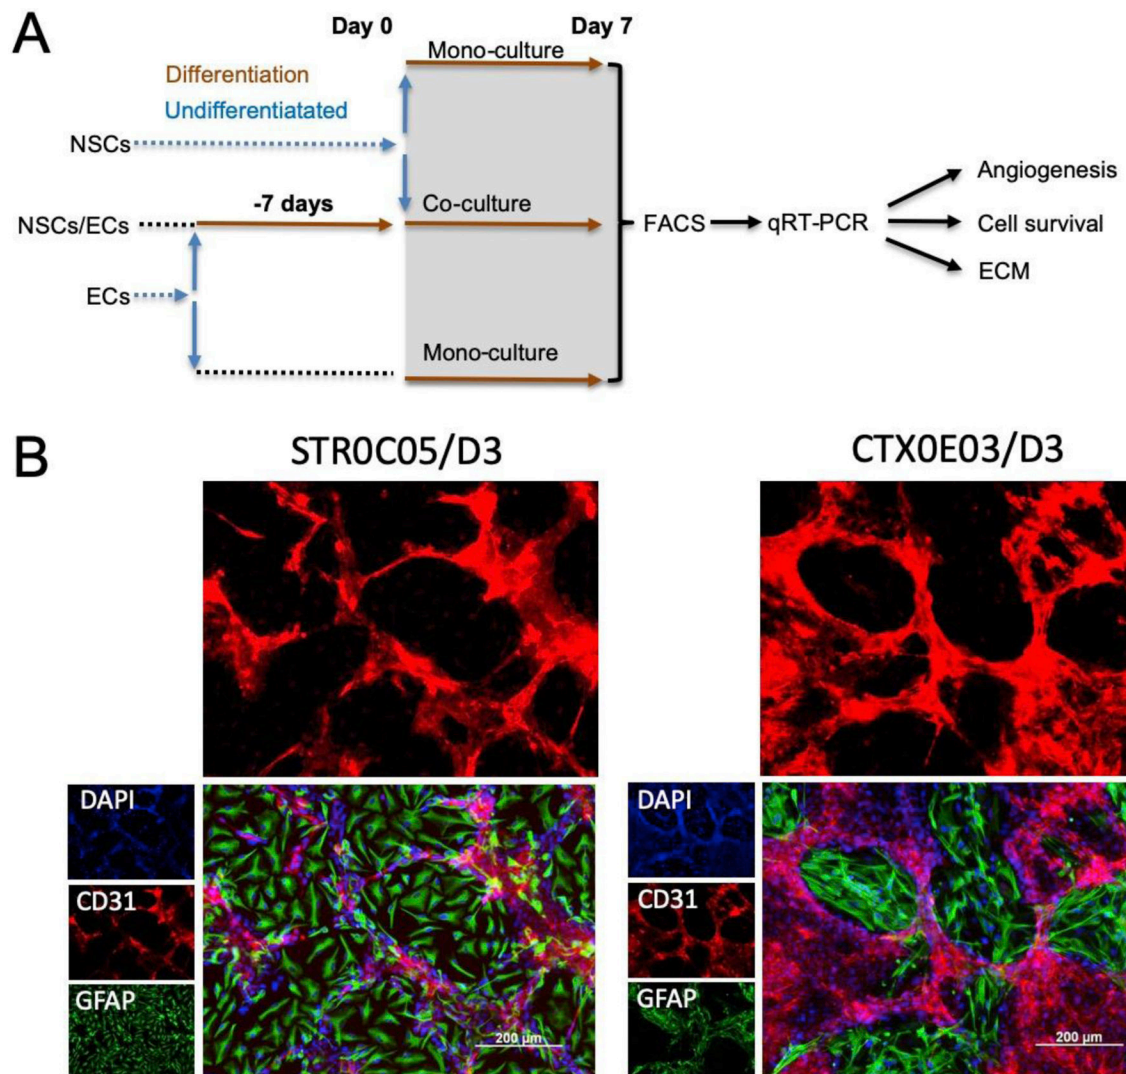 A
Day 0
Day 7
Mono-culture
Differentiation
Undifferentiatated
NSCs
-7 days
Co-culture
NSCs/ECs
FACS
qRT-PCR
Angiogenesis
Cell survival
ECM
ECs
Mono-culture
B
STR0C05/D3
CTX0E03/D3
DAPI
CD31
GFAP
200 µm
DAPI
CD31
GFAP
200 µm